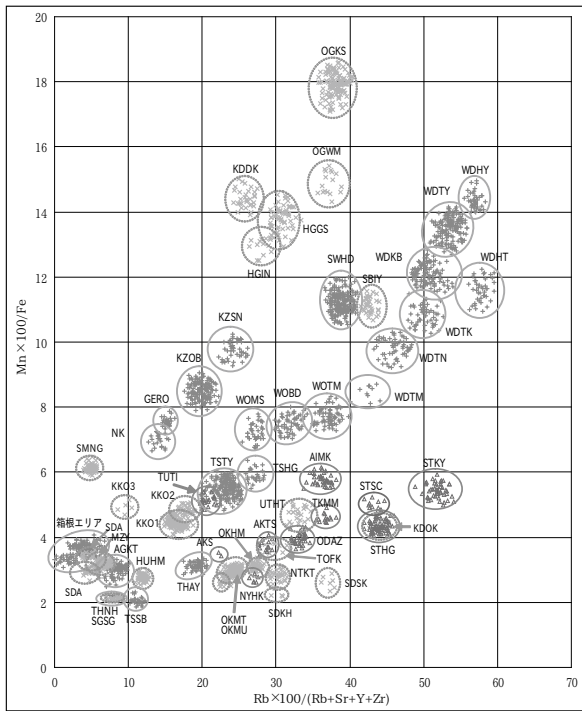 20
OGKS
18
16
OGWM
KDDK
WDHY
WDTY
14
HGGS
WDKB
SWHD
WDHT
HGIN
SBIY
12
KZSN
WDTK
10
KZOB
WDTN
GERO
WOMS
WOBD
WOTM
WDTM
8
NK
SMNG
TSTY
AIMK
STKY
TUTI
TSHG
STSC
6
KKO3
KKO2
UTHT
TKMM
箱根エリア
SDA
KKO1
OKHM
AKTS
KDOK
MZY
AKS
ODAZ
STHG
4
AGKT
TOFK
HUHM
NTKT
SDA
THAY
NYHK
SDSK
THNH
OKMT
SDKH
2
SGSG
TSSB
OKMU
0
0
10
20
30
40
50
60
70
Mn×100/Fe
Rb×100/(Rb+Sr+Y+Zr)